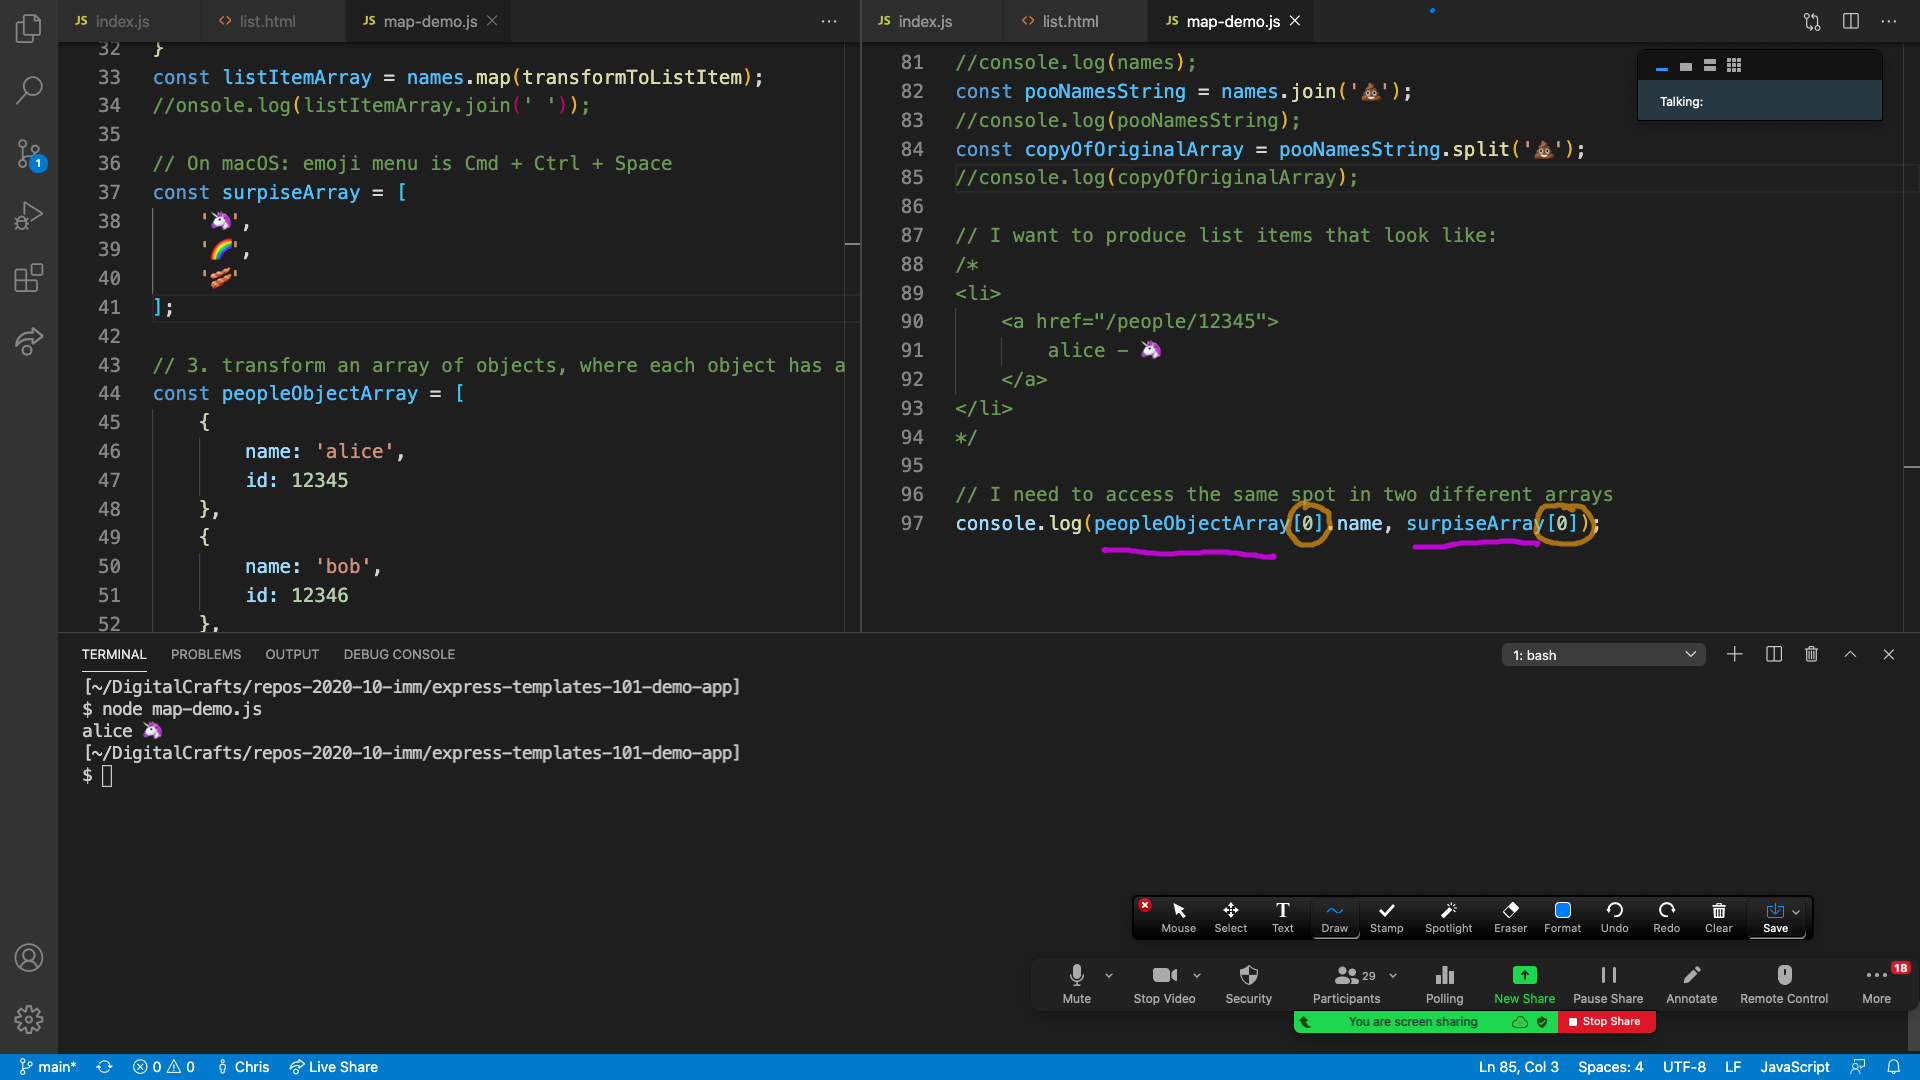 JS index.js
<> list.html
JS map-demo.js
32 }
33 const listItemArray = names.map(transformToListItem);
34 //onsole.log(listItemArray.join(' '));
35
36 // On macOS: emoji menu is Cmd + Ctrl + Space
37 const surpiseArray = [
38 '🦄',
39 '🌈',
40 '🥓'
41 ];
42
43 // 3. transform an array of objects, where each object has a
44 const peopleObjectArray = [
45 {
46 name: 'alice',
47 id: 12345
48 },
49 {
50 name: 'bob',
51 id: 12346
52 },
JS index.js
<> list.html
JS map-demo.js
81 //console.log(names);
82 const pooNamesString = names.join('💩');
83 //console.log(pooNamesString);
84 const copyOfOriginalArray = pooNamesString.split('💩');
85 //console.log(copyOfOriginalArray);
86
87 // I want to produce list items that look like:
88 /*
89 <li>
90 <a href="/people/12345">
91 alice – 🦄
92 </a>
93 </li>
94 */
95
96 // I need to access the same spot in two different arrays
97 console.log(peopleObjectArray[0].name, surpiseArray[0]);
Talking:
1
TERMINAL PROBLEMS OUTPUT DEBUG CONSOLE
1: bash
[~/DigitalCrafts/repos-2020-10-imm/express-templates-101-demo-app]
$ node map-demo.js
alice 🦄
[~/DigitalCrafts/repos-2020-10-imm/express-templates-101-demo-app]
$
Mouse Select Text Draw Stamp Spotlight Eraser Format Undo Redo Clear Save
29 18
Mute Stop Video Security Participants Polling New Share Pause Share Annotate Remote Control More
You are screen sharing Stop Share
main* 0 0 Chris Live Share Ln 85, Col 3 Spaces: 4 UTF-8 LF JavaScript